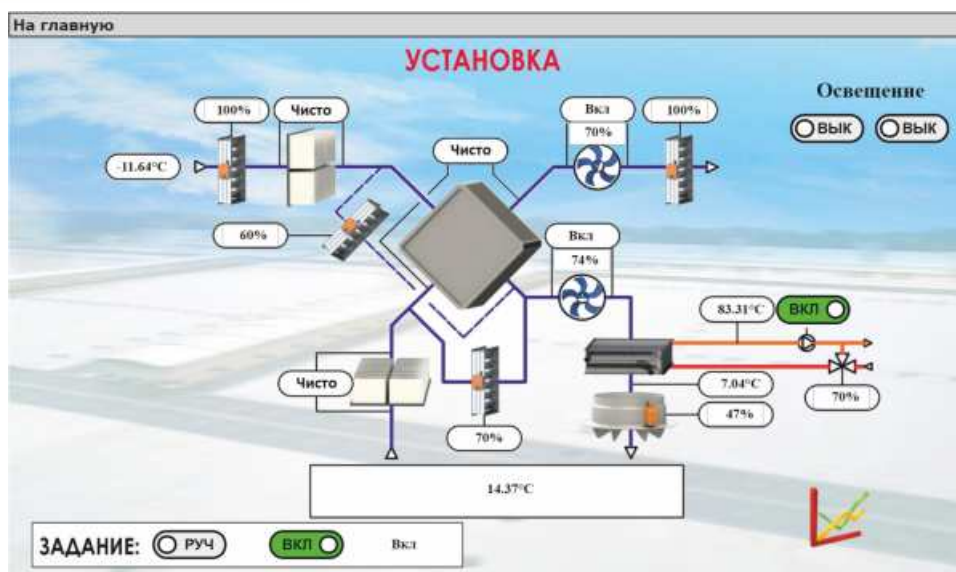 На главную
УСТАНОВКА
Освещение
ВЫК ВЫК
100% Чисто Вкл 100%
70%
-11.64°C Чисто
60% Вкл
74%
83.31°C ВКЛ
Чисто 7.04°C 70%
47%
70%
14.37°C
ЗАДАНИЕ: РУЧ ВКЛ Вкл